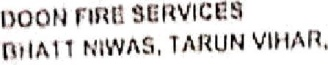 DOON FIRE SERVICES
BHATT NIWAS, TARUN VIHAR,